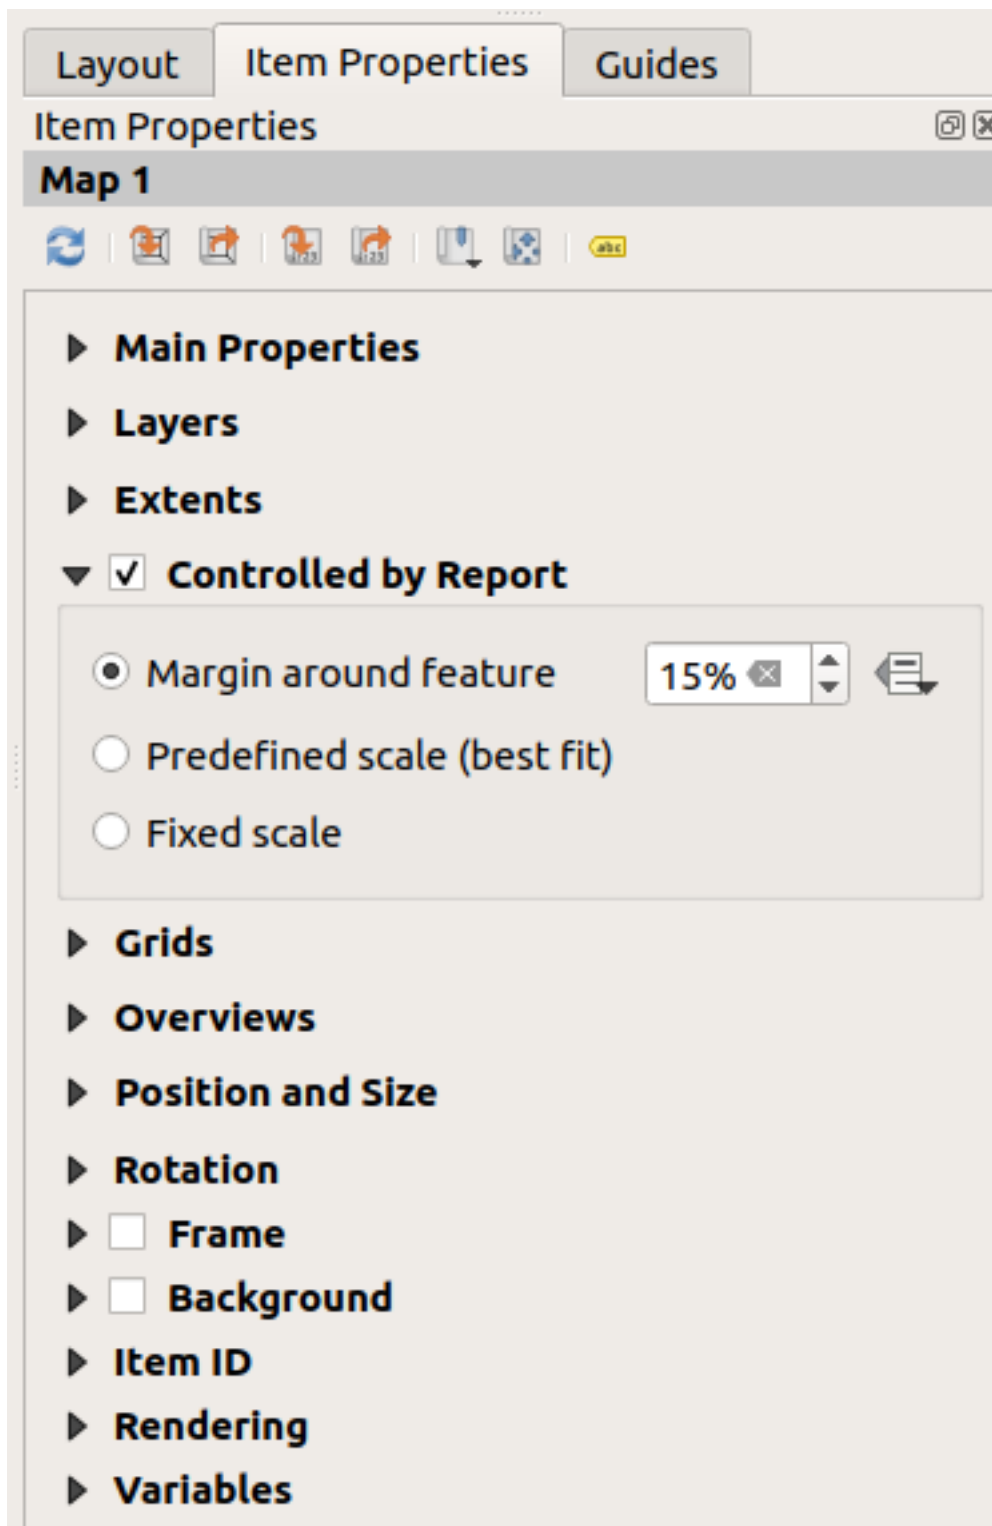 Layout Item Properties Guides
Item Properties
Map 1
abc
Main Properties
Layers
Extents
Controlled by Report
Margin around feature 15%
Predefined scale (best fit)
Fixed scale
Grids
Overviews
Position and Size
Rotation
Frame
Background
Item ID
Rendering
Variables